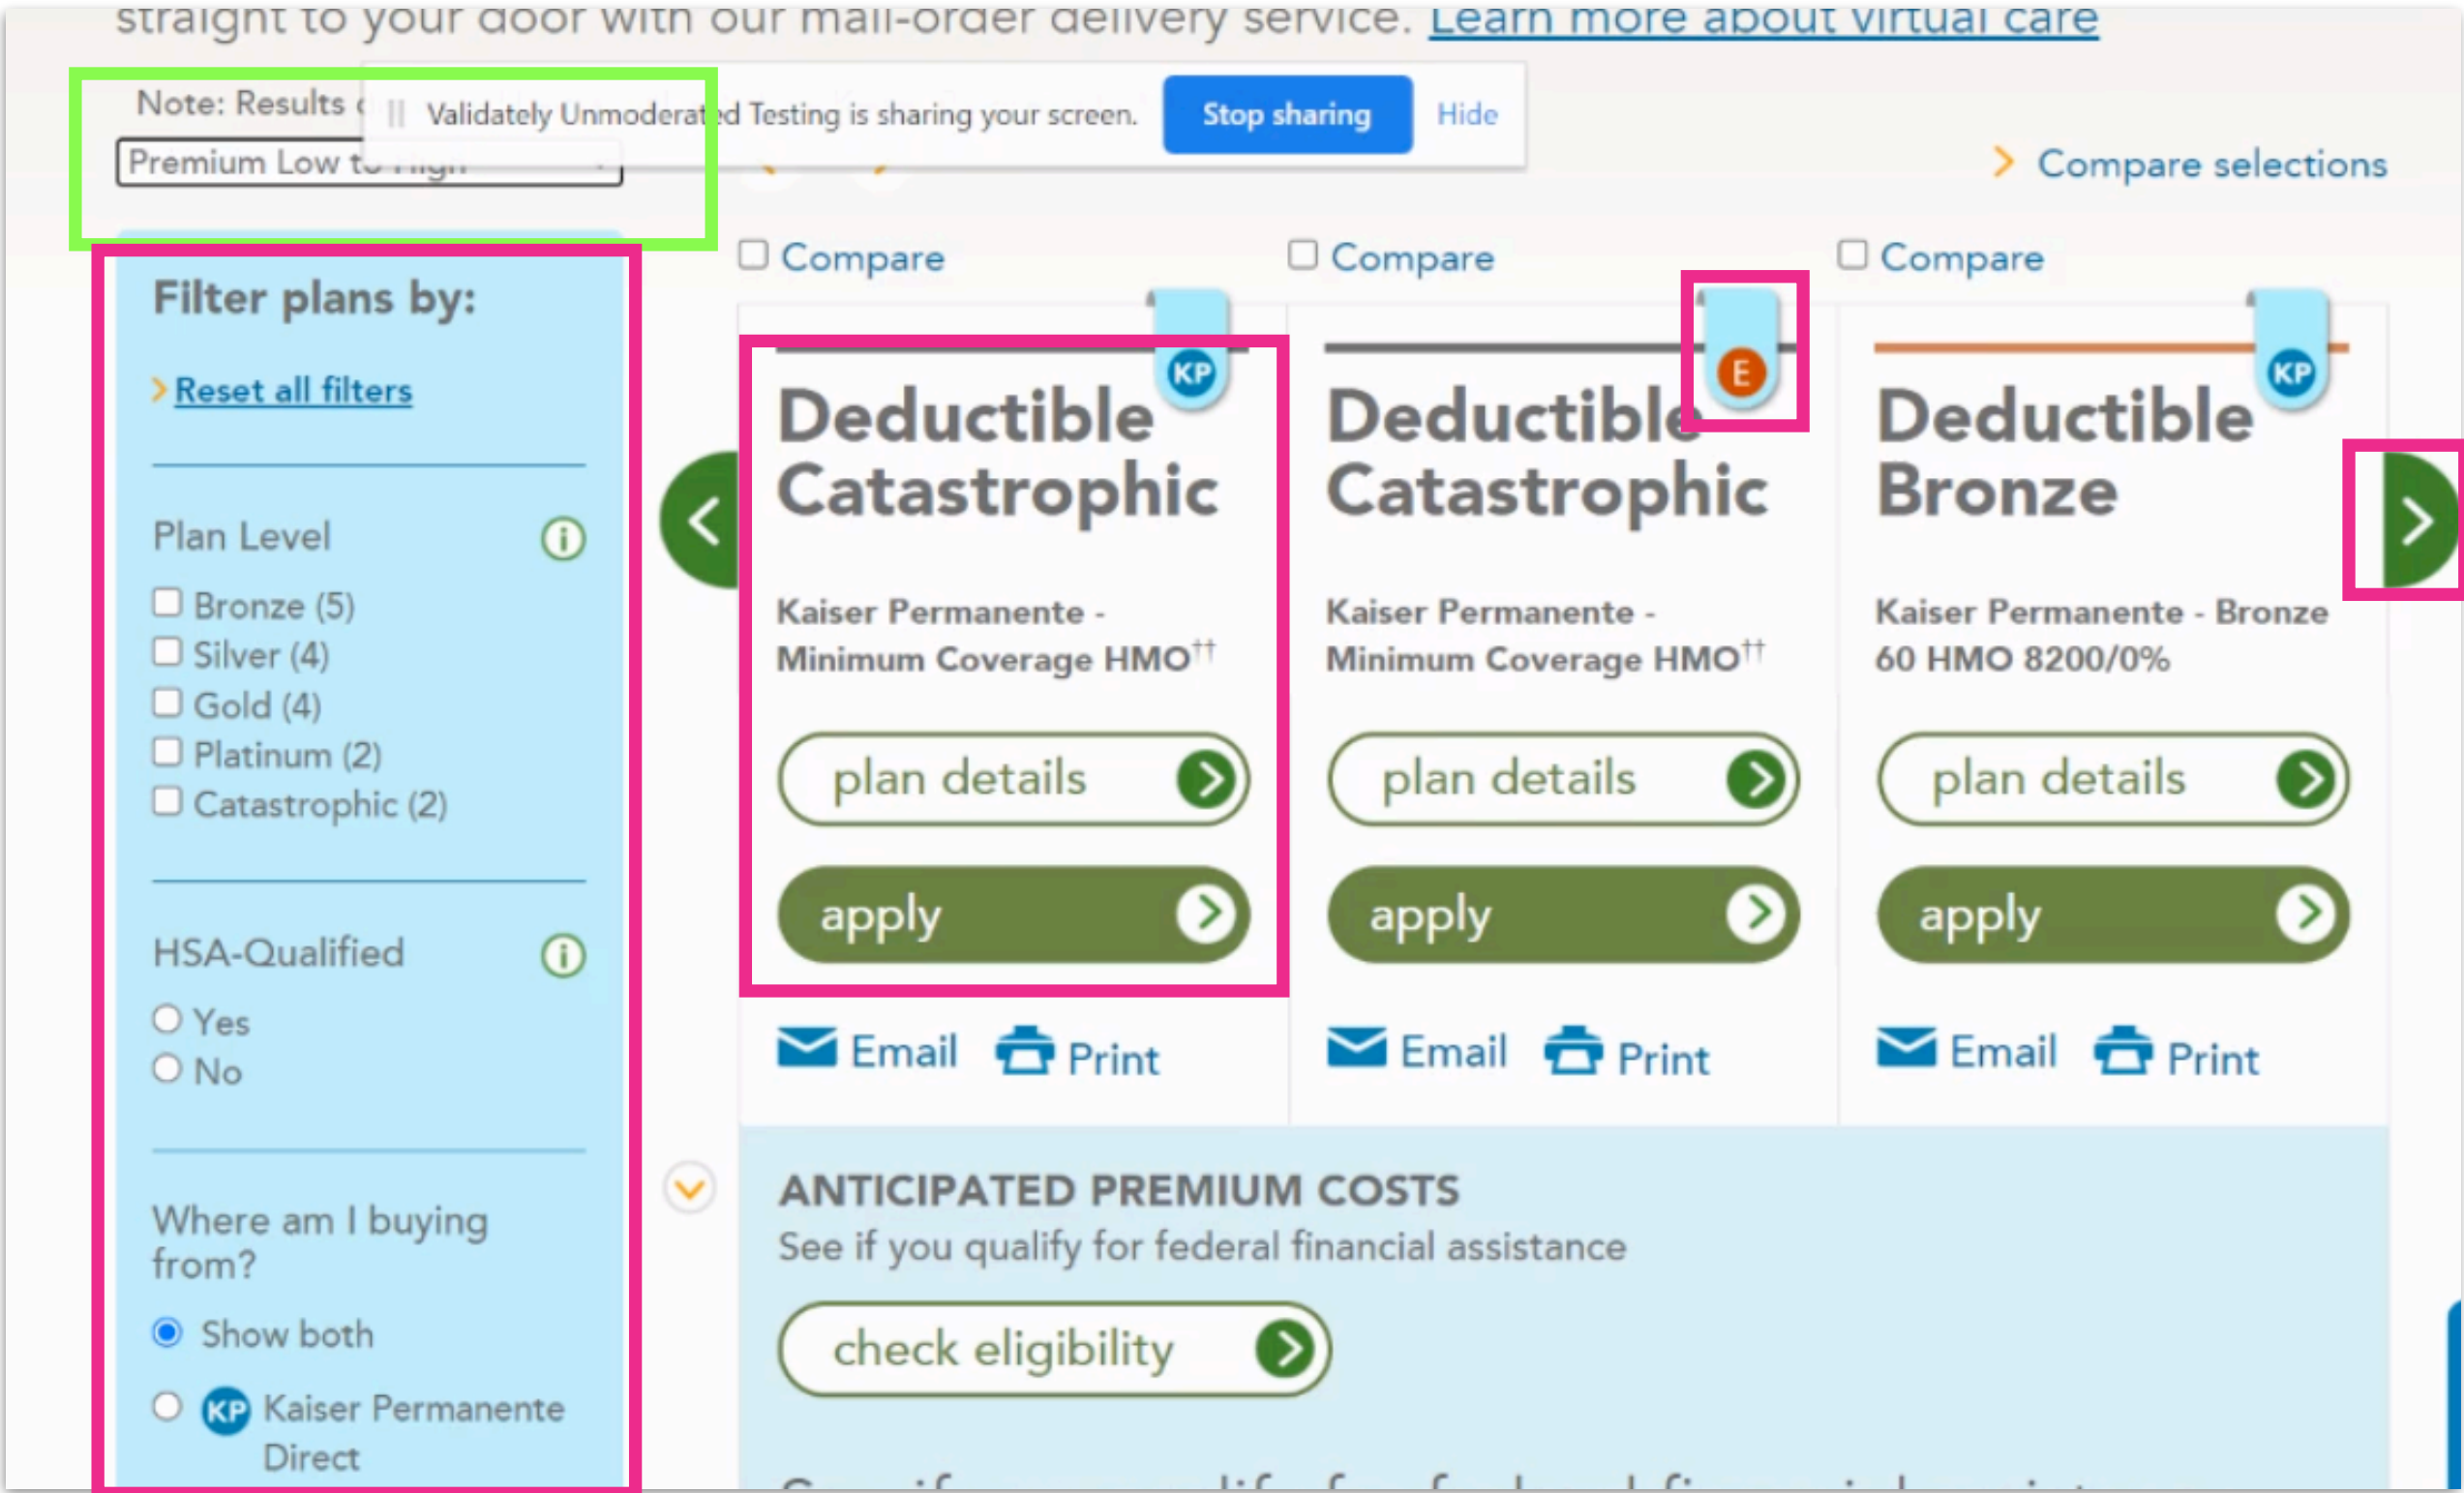 straight to your door with our mail-order delivery service. Learn more about virtual care
Note: Results
Validately Unmoderated Testing is sharing your screen.
Stop sharing
Hide
Premium Low to High
Compare selections
Compare
Compare
Compare
Filter plans by:
Reset all filters
Plan Level
Bronze (5)
Silver (4)
Gold (4)
Platinum (2)
Catastrophic (2)
HSA-Qualified
Yes
No
Where am I buying
from?
Show both
KP Kaiser Permanente
Direct
KP
Deductible
Catastrophic
Kaiser Permanente -
Minimum Coverage HMO††
plan details
apply
Email Print
E
Deductible
Catastrophic
Kaiser Permanente -
Minimum Coverage HMO††
plan details
apply
Email Print
KP
Deductible
Bronze
Kaiser Permanente - Bronze
60 HMO 8200/0%
plan details
apply
Email Print
ANTICIPATED PREMIUM COSTS
See if you qualify for federal financial assistance
check eligibility